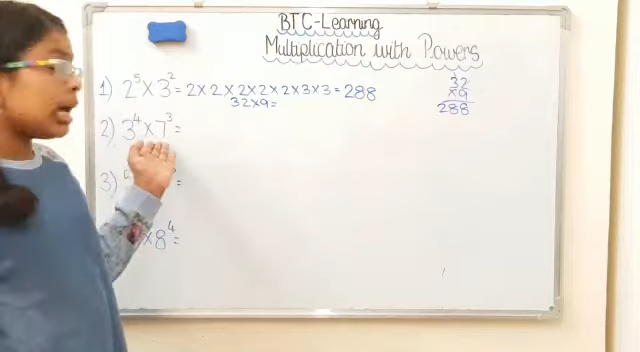 BTC-Learning
Multiplication with Powers
1) 2⁵ × 3² = 2 × 2 × 2 × 2 × 2 × 3 × 3 = 288
32 × 9 =
32
× 9
288
2) 3⁴ × 7³ =
3) =
× 8⁴ =